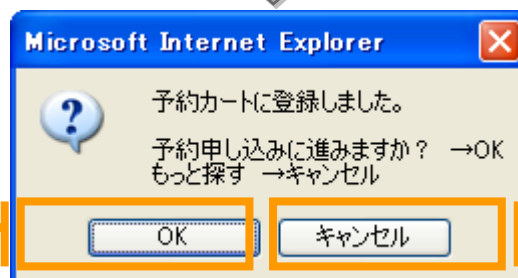 Microsoft Internet Explorer
予約カートに登録しました。
予約申し込みに進みますか？ →OK
もっと探す →キャンセル
OK
キャンセル